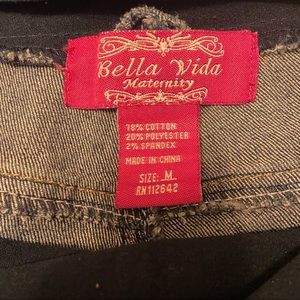 Bella Vida
Maternity
78% COTTON
20% POLYESTER
2% SPANDEX
MADE IN CHINA
SIZE: M
RN 112642